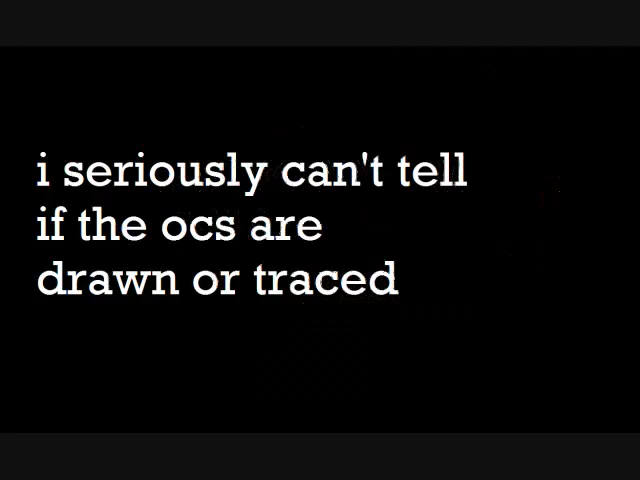 i seriously can't tell
if the ocs are
drawn or traced